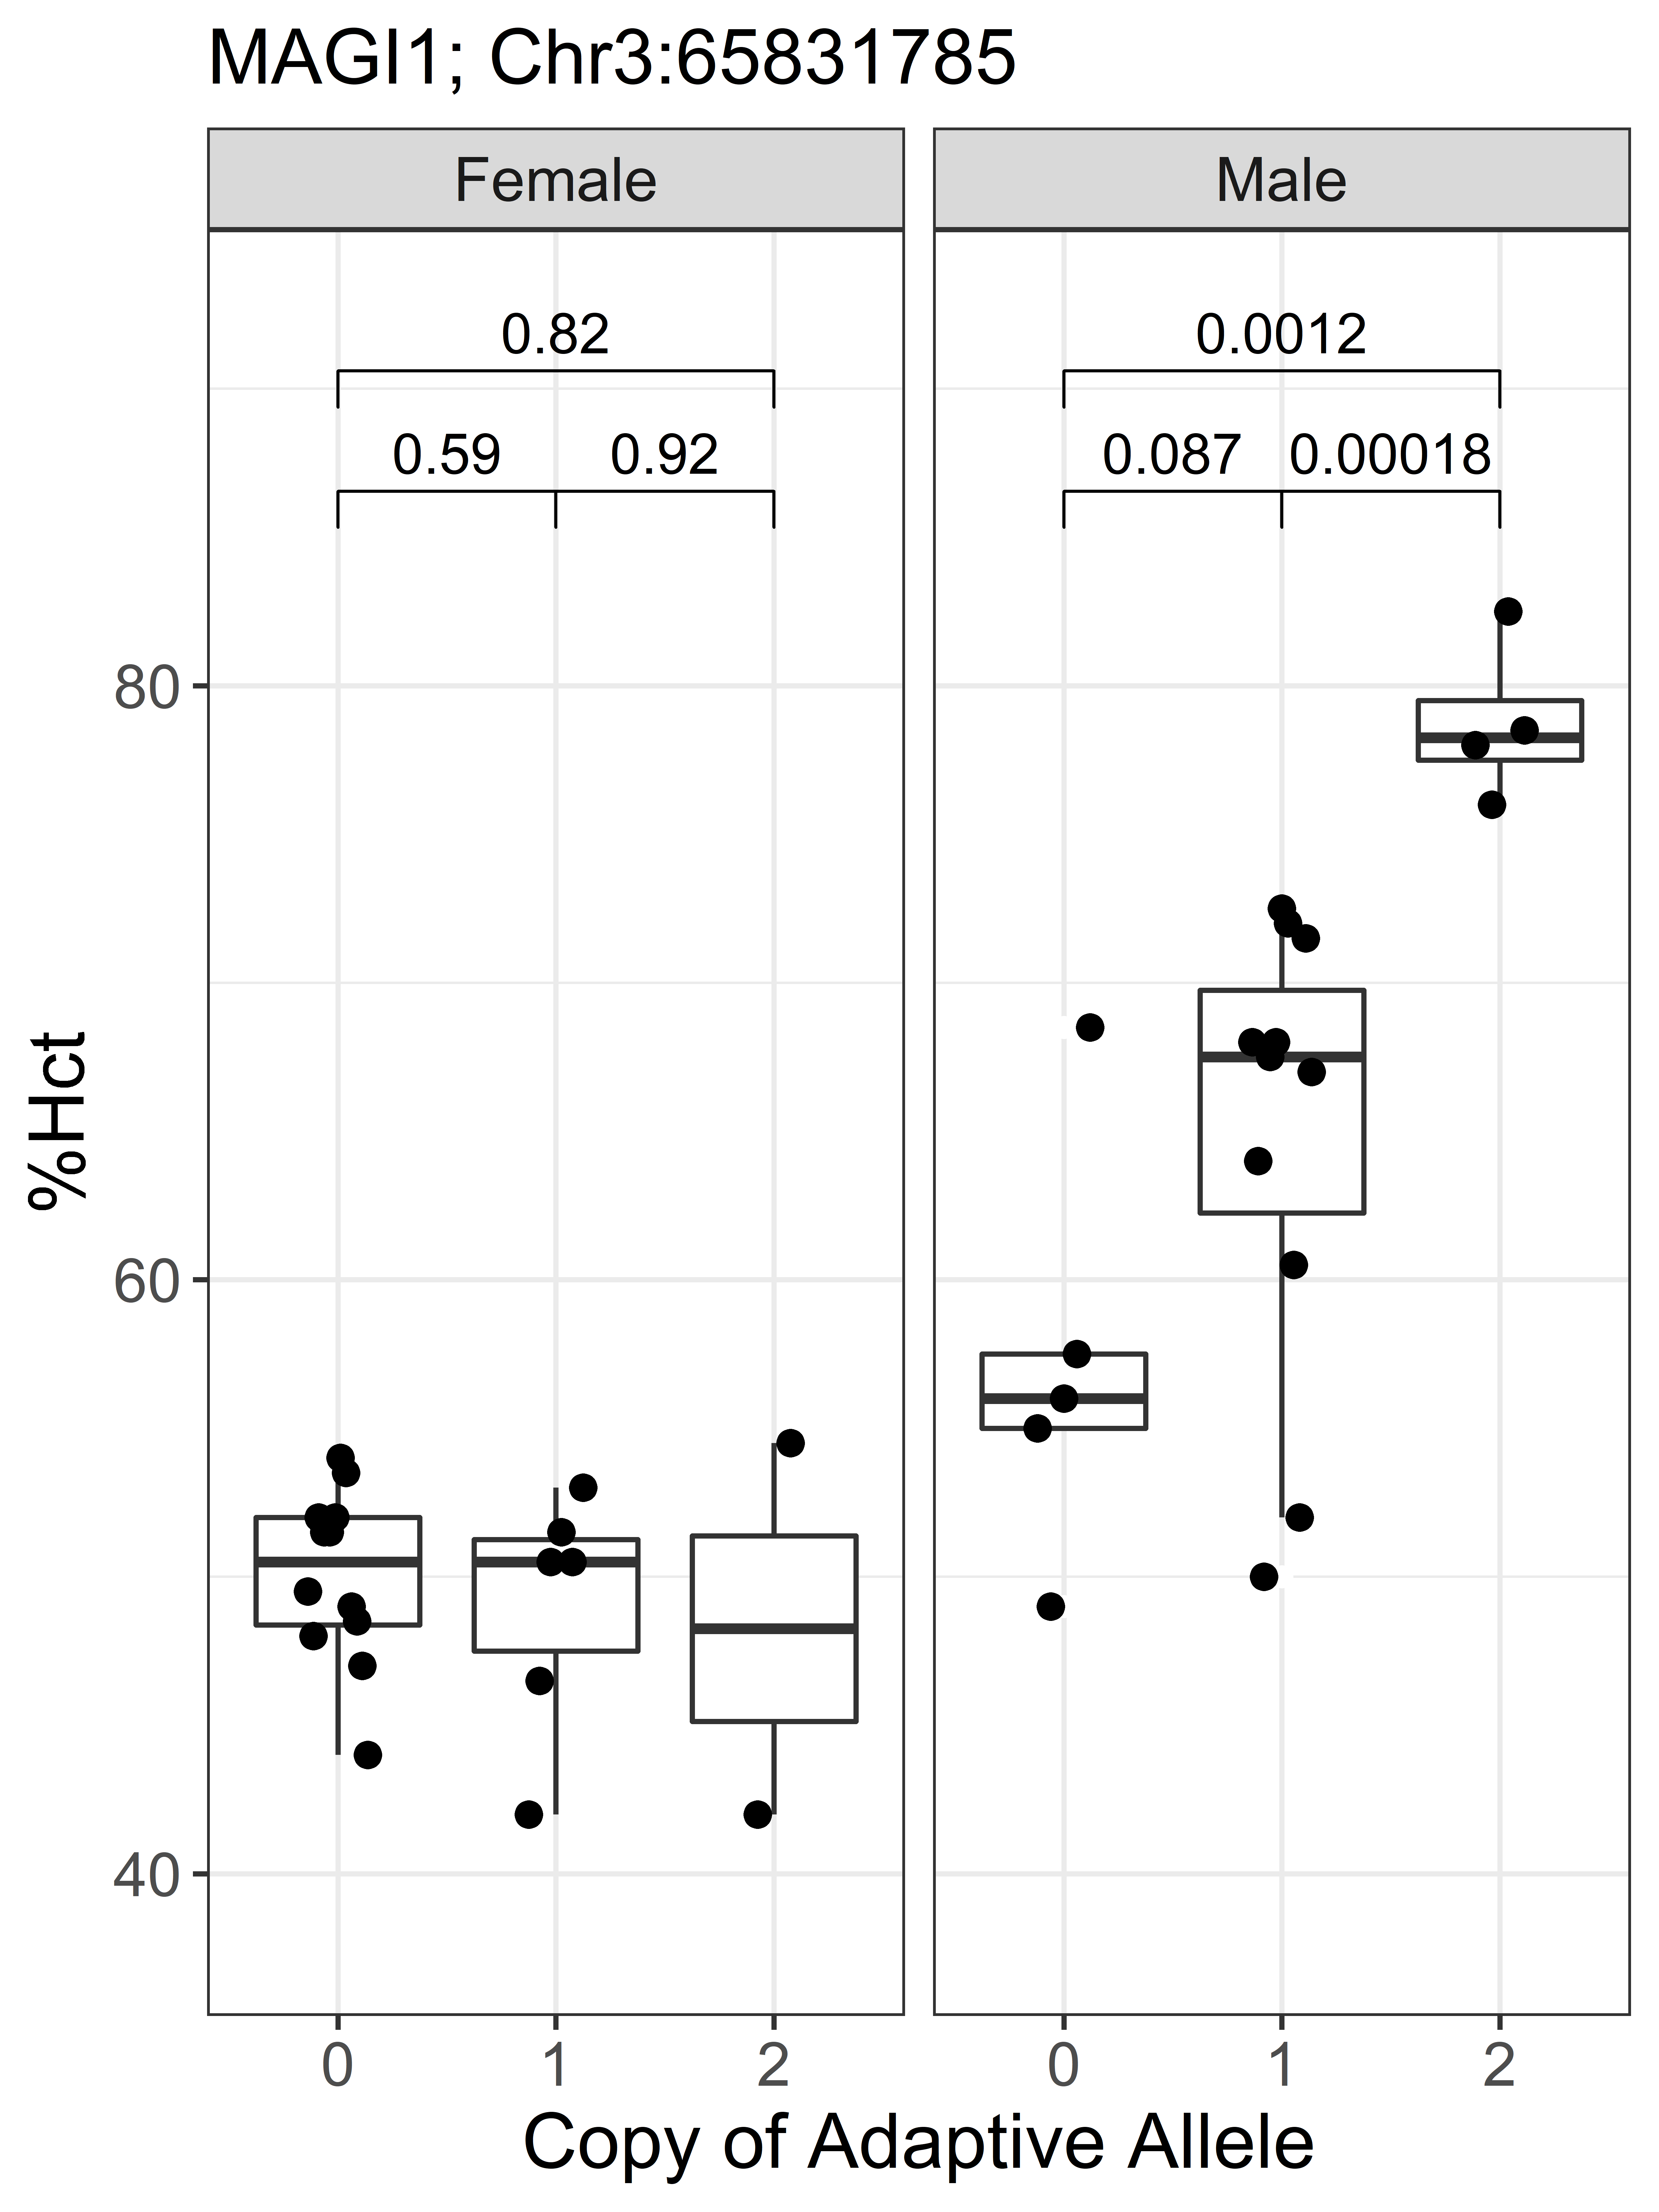 MAGI1; Chr3:65831785
Female
Male
0.82
0.0012
0.59 0.92
0.087 0.00018
%Hct
80
60
40
0 1 2
0 1 2
Copy of Adaptive Allele